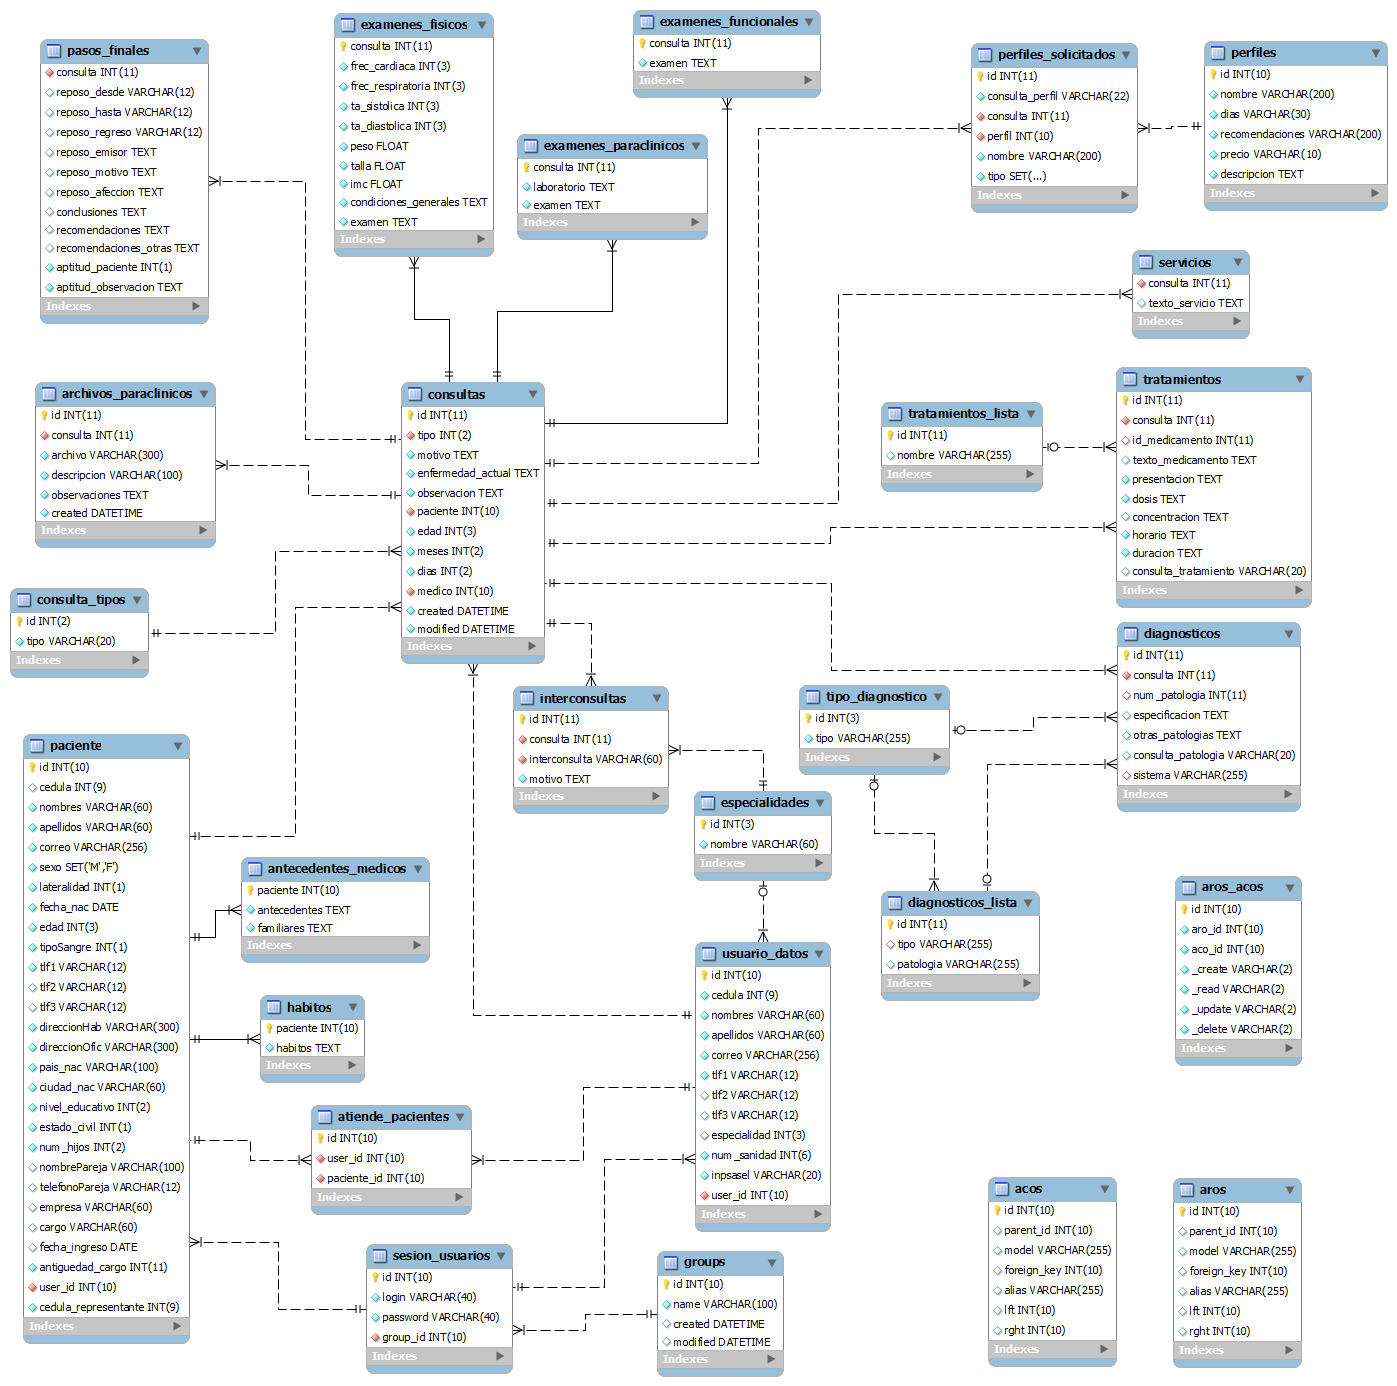 pasos_finales
consulta INT(11)
reposo_desde VARCHAR(12)
reposo_hasta VARCHAR(12)
reposo_regreso VARCHAR(12)
reposo_emisor TEXT
reposo_motivo TEXT
reposo_afeccion TEXT
conclusiones TEXT
recomendaciones TEXT
recomendaciones_otras TEXT
aptitud_paciente INT(1)
aptitud_observacion TEXT
Indexes
examenes_fisicos
consulta INT(11)
frec_cardiaca INT(3)
frec_respiratoria INT(3)
ta_sistolica INT(3)
ta_diastolica INT(3)
peso FLOAT
talla FLOAT
imc FLOAT
condiciones_generales TEXT
examen TEXT
Indexes
examenes_funcionales
consulta INT(11)
examen TEXT
Indexes
examenes_paraclinicos
consulta INT(11)
laboratorio TEXT
examen TEXT
Indexes
perfiles_solicitados
id INT(11)
consulta_perfil VARCHAR(22)
consulta INT(11)
perfil INT(10)
nombre VARCHAR(200)
tipo SET(...)
Indexes
perfiles
id INT(10)
nombre VARCHAR(200)
dias VARCHAR(30)
recomendaciones VARCHAR(200)
precio VARCHAR(10)
descripcion TEXT
Indexes
servicios
consulta INT(11)
texto_servicio TEXT
Indexes
archivos_paraclinicos
id INT(11)
consulta INT(11)
archivo VARCHAR(300)
descripcion VARCHAR(100)
observaciones TEXT
created DATETIME
Indexes
consultas
id INT(11)
tipo INT(2)
motivo TEXT
enfermedad_actual TEXT
observacion TEXT
paciente INT(10)
edad INT(3)
meses INT(2)
dias INT(2)
medico INT(10)
created DATETIME
modified DATETIME
Indexes
tratamientos_lista
id INT(11)
nombre VARCHAR(255)
Indexes
tratamientos
id INT(11)
consulta INT(11)
id_medicamento INT(11)
texto_medicamento TEXT
presentacion TEXT
dosis TEXT
concentracion TEXT
horario TEXT
duracion TEXT
consulta_tratamiento VARCHAR(20)
Indexes
consulta_tipos
id INT(2)
tipo VARCHAR(20)
Indexes
diagnosticos
id INT(11)
consulta INT(11)
num_patologia INT(11)
especificacion TEXT
otras_patologias TEXT
consulta_patologia VARCHAR(20)
sistema VARCHAR(255)
Indexes
interconsultas
id INT(11)
consulta INT(11)
interconsulta VARCHAR(60)
motivo TEXT
Indexes
tipo_diagnostico
id INT(3)
tipo VARCHAR(255)
Indexes
paciente
id INT(10)
cedula INT(9)
nombres VARCHAR(60)
apellidos VARCHAR(60)
correo VARCHAR(256)
sexo SET('M','F')
lateralidad INT(1)
fecha_nac DATE
edad INT(3)
tipoSangre INT(1)
tlf1 VARCHAR(12)
tlf2 VARCHAR(12)
tlf3 VARCHAR(12)
direccionHab VARCHAR(300)
direccionOfic VARCHAR(300)
pais_nac VARCHAR(100)
ciudad_nac VARCHAR(60)
nivel_educativo INT(2)
estado_civil INT(1)
num_hijos INT(2)
nombrePareja VARCHAR(100)
telefonoPareja VARCHAR(12)
empresa VARCHAR(60)
cargo VARCHAR(60)
fecha_ingreso DATE
antiguedad_cargo INT(11)
user_id INT(10)
cedula_representante INT(9)
Indexes
especialidades
id INT(3)
nombre VARCHAR(60)
Indexes
antecedentes_medicos
paciente INT(10)
antecedentes TEXT
familiares TEXT
Indexes
diagnosticos_lista
id INT(11)
tipo VARCHAR(255)
patologia VARCHAR(255)
Indexes
aros_acos
id INT(10)
aro_id INT(10)
aco_id INT(10)
_create VARCHAR(2)
_read VARCHAR(2)
_update VARCHAR(2)
_delete VARCHAR(2)
Indexes
usuario_datos
id INT(10)
cedula INT(9)
nombres VARCHAR(60)
apellidos VARCHAR(60)
correo VARCHAR(256)
tlf1 VARCHAR(12)
tlf2 VARCHAR(12)
tlf3 VARCHAR(12)
especialidad INT(3)
num_sanidad INT(6)
inpsasel VARCHAR(20)
user_id INT(10)
Indexes
habitos
paciente INT(10)
habitos TEXT
Indexes
atiende_pacientes
id INT(10)
user_id INT(10)
paciente_id INT(10)
Indexes
sesion_usuarios
id INT(10)
login VARCHAR(40)
password VARCHAR(40)
group_id INT(10)
Indexes
groups
id INT(10)
name VARCHAR(100)
created DATETIME
modified DATETIME
Indexes
acos
id INT(10)
parent_id INT(10)
model VARCHAR(255)
foreign_key INT(10)
alias VARCHAR(255)
lft INT(10)
rght INT(10)
Indexes
aros
id INT(10)
parent_id INT(10)
model VARCHAR(255)
foreign_key INT(10)
alias VARCHAR(255)
lft INT(10)
rght INT(10)
Indexes